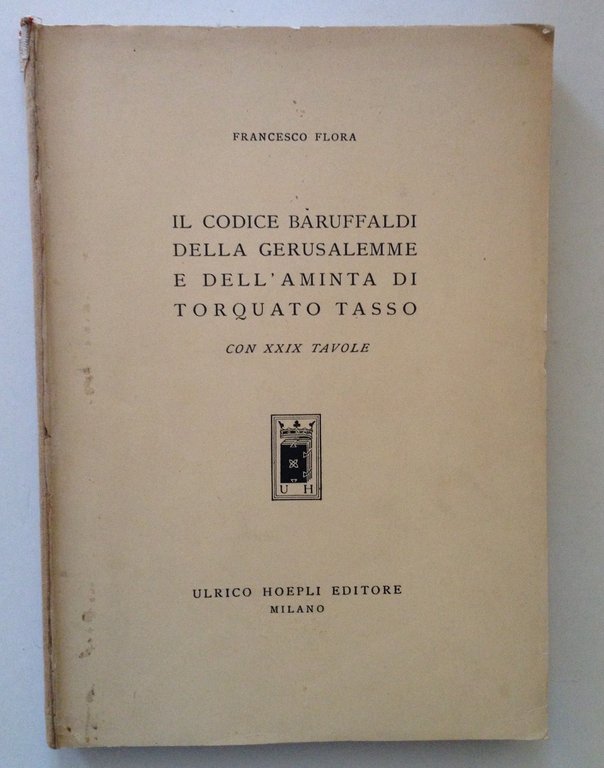 FRANCESCO FLORA
IL CODICE BARUFFALDI
DELLA GERUSALEMME
E DELL'AMINTA DI
TORQUATO TASSO
CON XXIX TAVOLE
U H
ULRICO HOEPLI EDITORE
MILANO